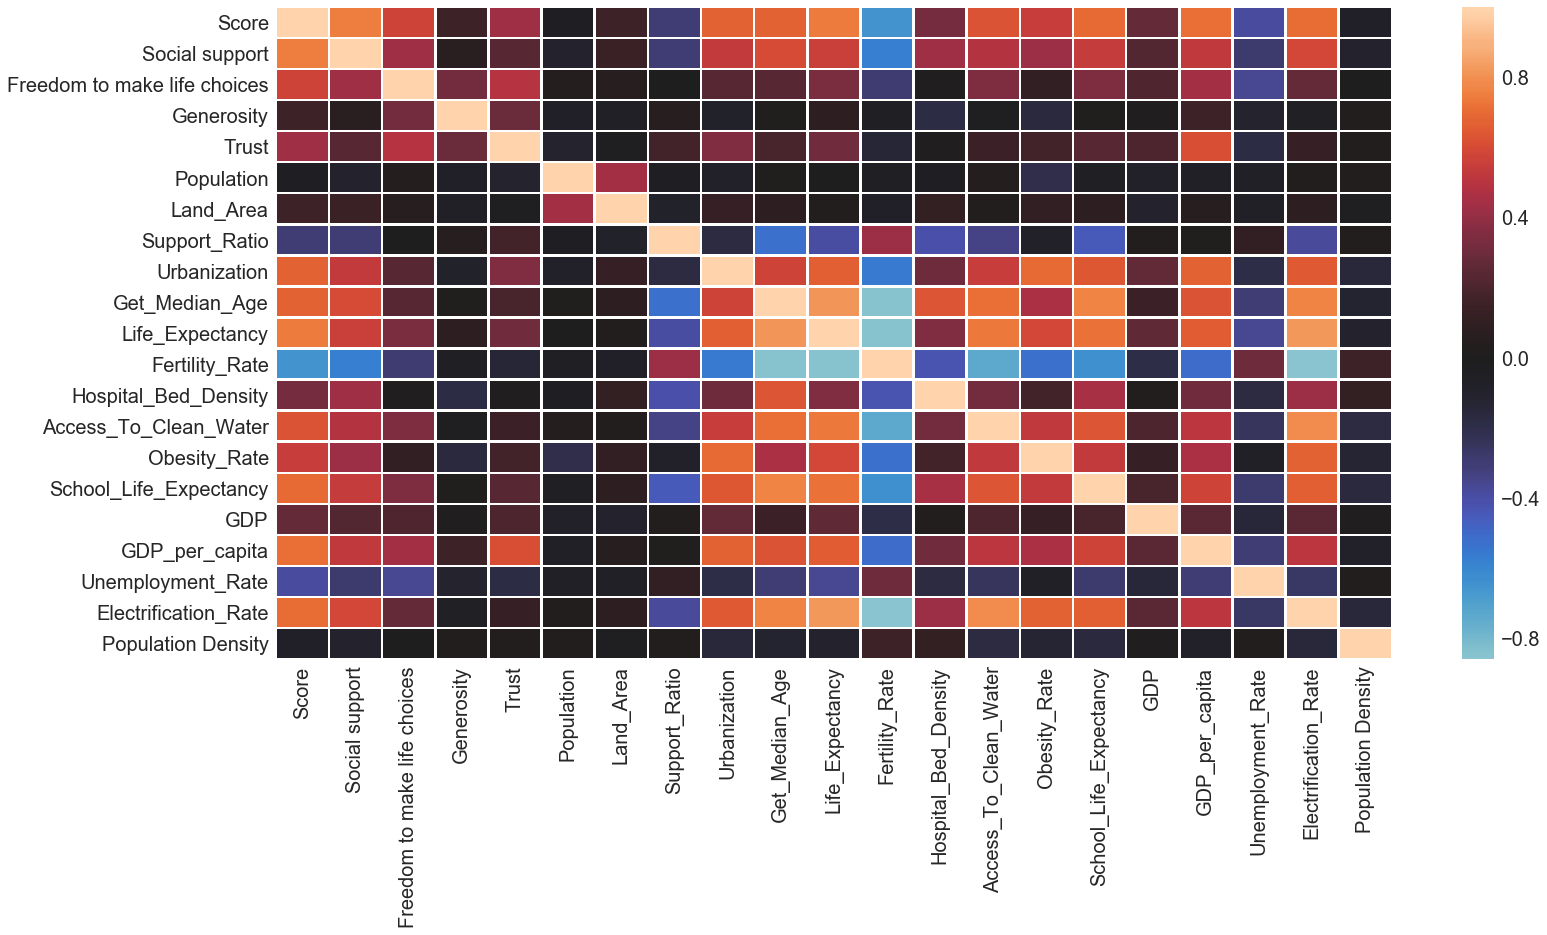 Score
Social support
Freedom to make life choices
Generosity
Trust
Population
Land_Area
Support_Ratio
Urbanization
Get_Median_Age
Life_Expectancy
Fertility_Rate
Hospital_Bed_Density
Access_To_Clean_Water
Obesity_Rate
School_Life_Expectancy
GDP
GDP_per_capita
Unemployment_Rate
Electrification_Rate
Population Density
Score
Social support
Freedom to make life choices
Generosity
Trust
Population
Land_Area
Support_Ratio
Urbanization
Get_Median_Age
Life_Expectancy
Fertility_Rate
Hospital_Bed_Density
Access_To_Clean_Water
Obesity_Rate
School_Life_Expectancy
GDP
GDP_per_capita
Unemployment_Rate
Electrification_Rate
Population Density
0.8
0.4
0.0
−0.4
−0.8